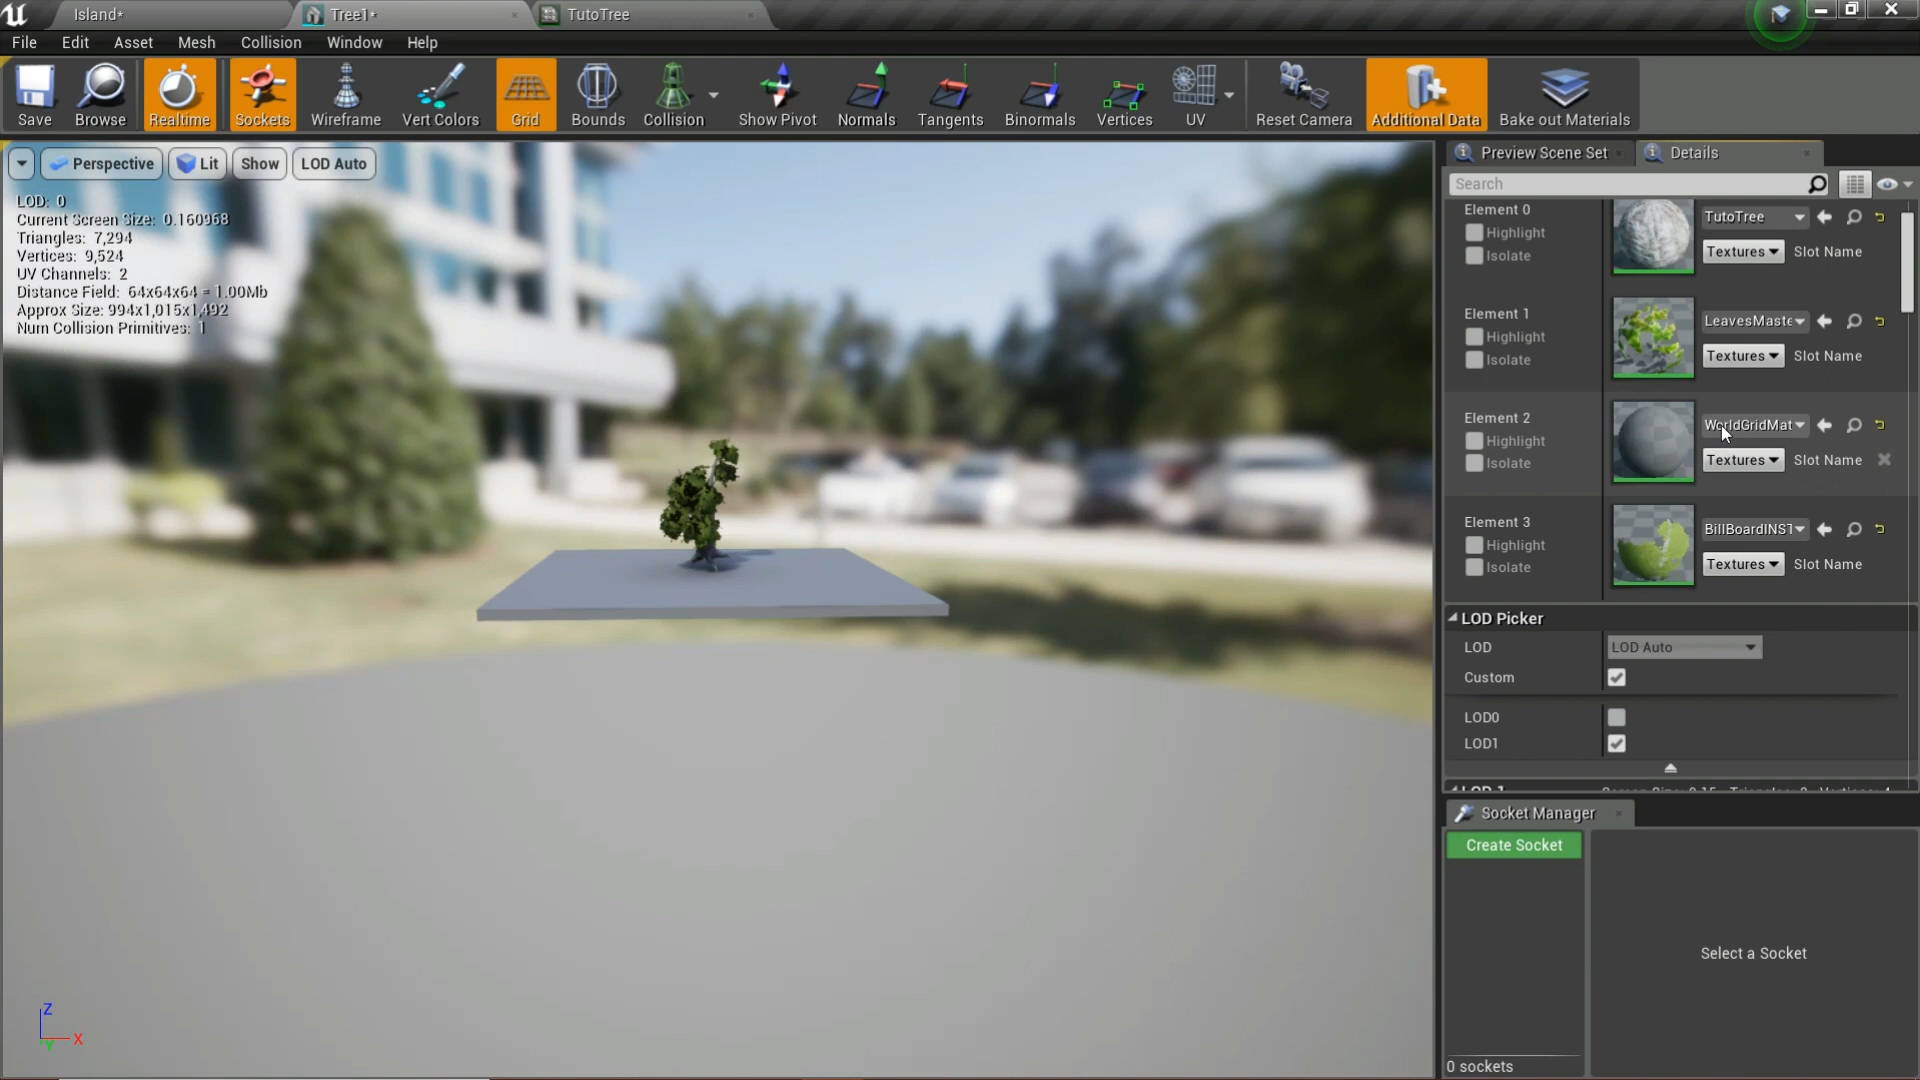 Island*
Tree1*
TutoTree
File Edit Asset Mesh Collision Window Help
Save Browse Realtime Sockets Wireframe Vert Colors Grid Bounds Collision Show Pivot Normals Tangents Binormals Vertices UV Reset Camera Additional Data Bake out Materials
Perspective Lit Show LOD Auto
LOD: 0
Current Screen Size: 0.160968
Triangles: 7,294
Vertices: 9,524
UV Channels: 2
Distance Field: 64x64x64 = 1.00Mb
Approx Size: 994x1,015x1,492
Num Collision Primitives: 1
Z
X
Y
Preview Scene Set
Details
Search
Element 0
Highlight
Isolate
TutoTree
Textures Slot Name
Element 1
Highlight
Isolate
LeavesMaste
Textures Slot Name
Element 2
Highlight
Isolate
WorldGridMat
Textures Slot Name
Element 3
Highlight
Isolate
BillBoardINST
Textures Slot Name
LOD Picker
LOD LOD Auto
Custom
LOD0
LOD1
Socket Manager
Create Socket
Select a Socket
0 sockets